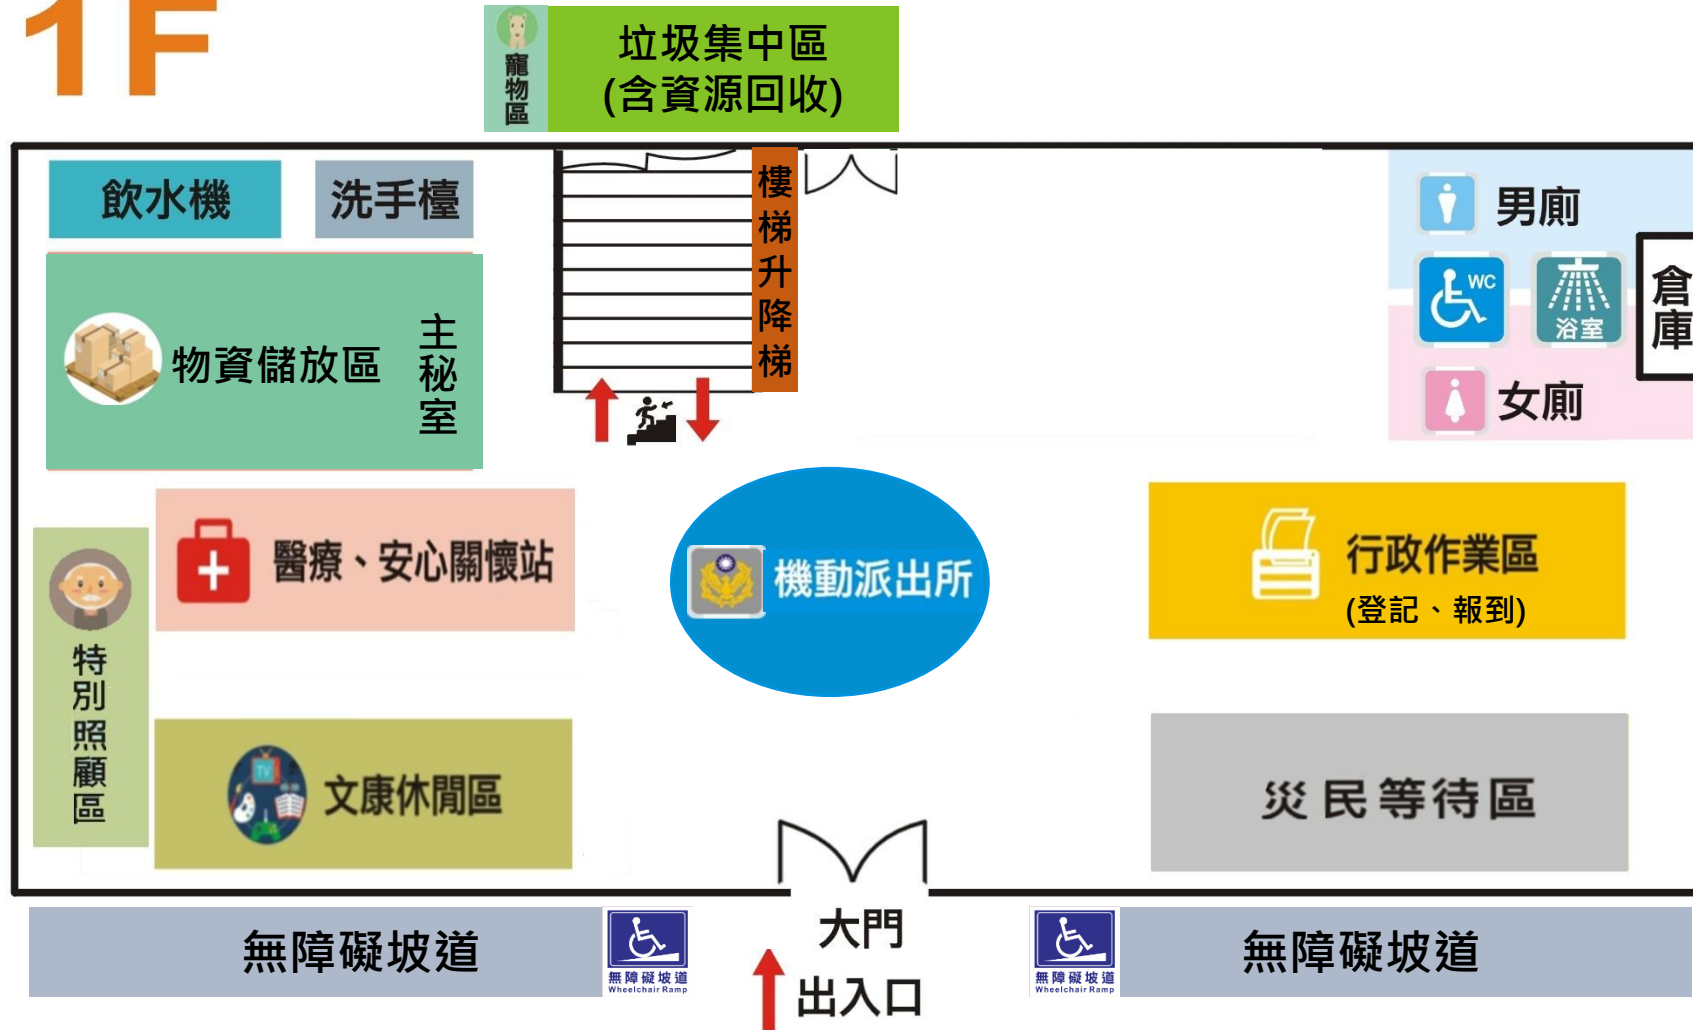 1F
寵物區
垃圾集中區
(含資源回收)
飲水機
洗手檯
樓梯升降梯
男廁
WC
浴室
倉庫
女廁
物資儲放區
主秘室
醫療、安心關懷站
機動派出所
行政作業區
(登記、報到)
特別照顧區
TV
文康休閒區
災民等待區
無障礙坡道
無障礙坡道
Wheelchair Ramp
大門
出入口
無障礙坡道
Wheelchair Ramp
無障礙坡道